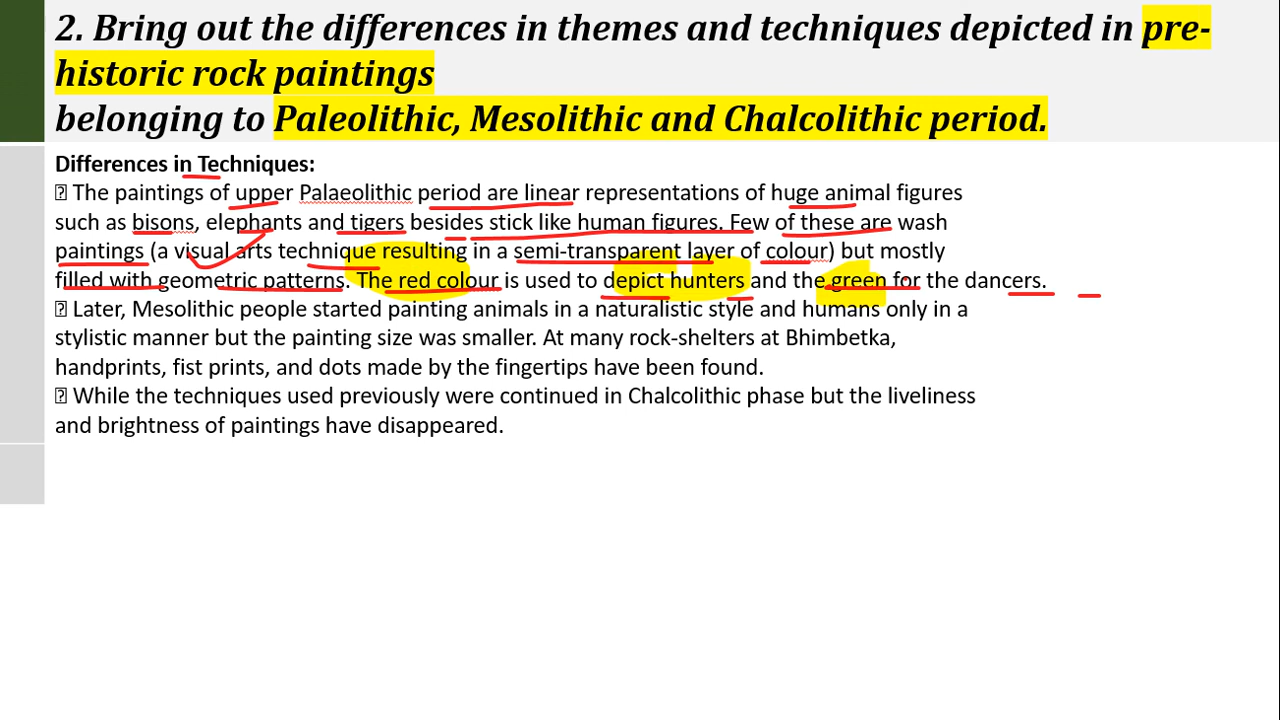 2. Bring out the differences in themes and techniques depicted in pre-
historic rock paintings
belonging to Paleolithic, Mesolithic and Chalcolithic period.
Differences in Techniques:
⍰ The paintings of upper Palaeolithic period are linear representations of huge animal figures
such as bisons, elephants and tigers besides stick like human figures. Few of these are wash
paintings (a visual arts technique resulting in a semi-transparent layer of colour) but mostly
filled with geometric patterns. The red colour is used to depict hunters and the green for the dancers.
⍰ Later, Mesolithic people started painting animals in a naturalistic style and humans only in a
stylistic manner but the painting size was smaller. At many rock-shelters at Bhimbetka,
handprints, fist prints, and dots made by the fingertips have been found.
⍰ While the techniques used previously were continued in Chalcolithic phase but the liveliness
and brightness of paintings have disappeared.